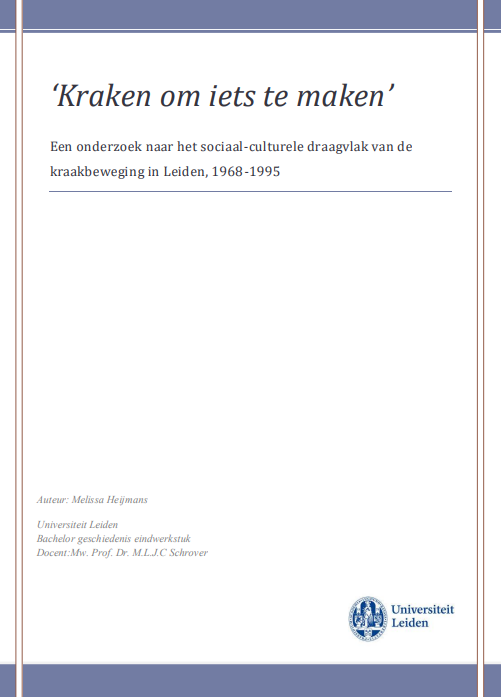 ‘Kraken om iets te maken’
Een onderzoek naar het sociaal-culturele draagvlak van de
kraakbeweging in Leiden, 1968-1995
Auteur: Melissa Heijmans
Universiteit Leiden
Bachelor geschiedenis eindwerkstuk
Docent:Mw. Prof. Dr. M.L.J.C Schrover
Universiteit
Leiden